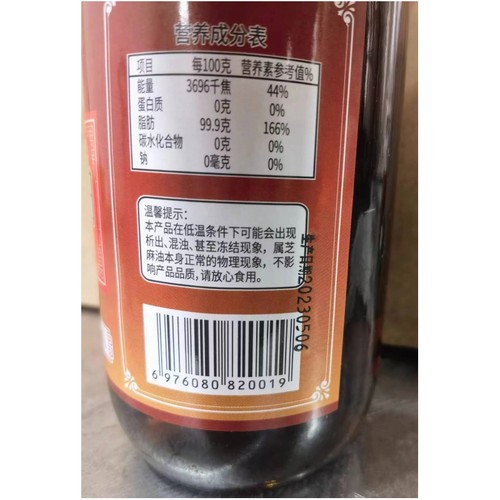 营养成分表
项目 每100克 营养素参考值%
能量 3696千焦 44%
蛋白质 0克 0%
脂肪 99.9克 166%
碳水化合物 0克 0%
钠 0毫克 0%
温馨提示:
本产品在低温条件下可能会出现
析出、混浊、甚至冻结现象，属芝
麻油本身正常的物理现象，不影
响产品品质,请放心食用。
生产日期20230506
6 976080 820019